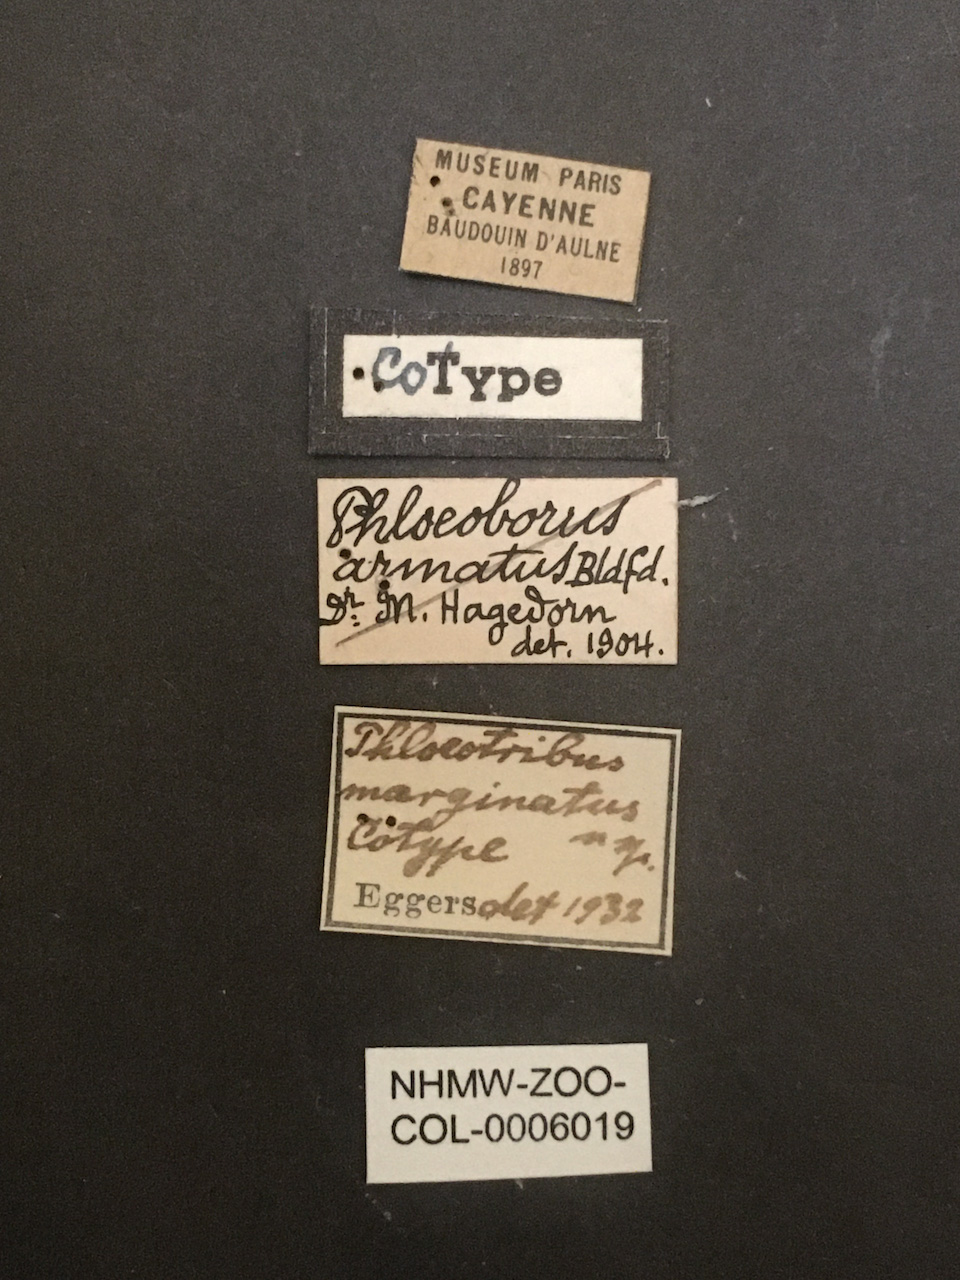 MUSEUM PARIS
CAYENNE
BAUDOUIN D'AULNE
1897
CoType
Phloeoborus
armatus Bldfd.
Dr. M. Hagedorn
det. 1904.
Phloeotribus
marginatus
Cotype
Eggers det 1932
NHMW-ZOO-
COL-0006019